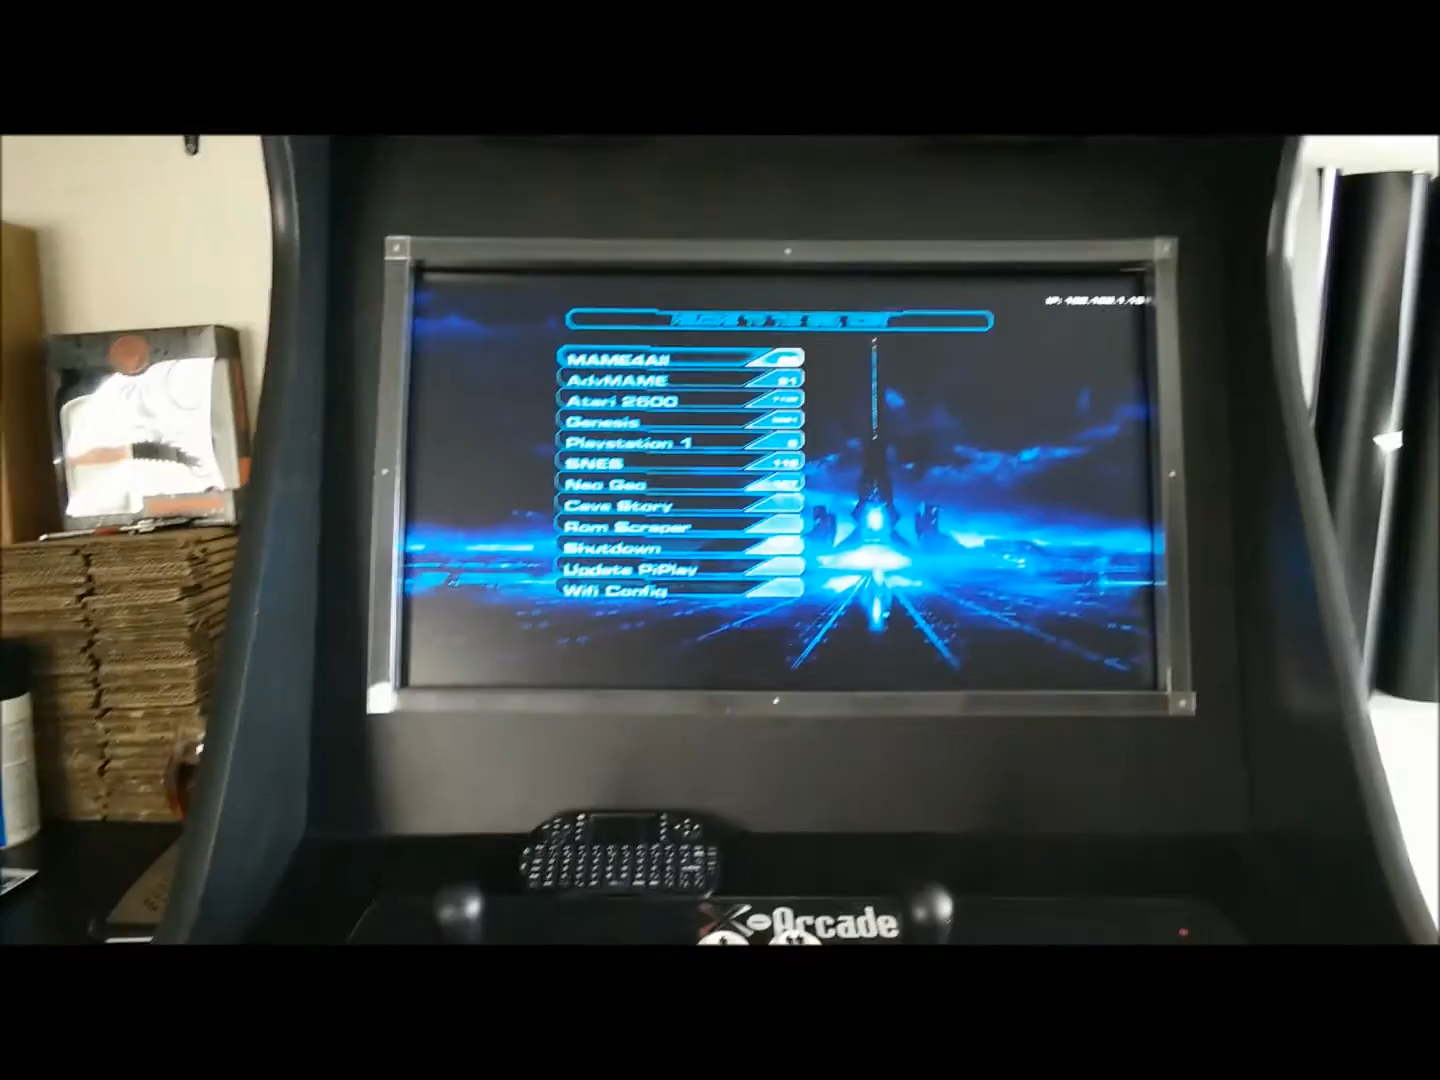 MAME4All
AdvMAME 21
Atari 2600
Genesis
Playstation 1
SNES
Neo Geo
Cave Story
Rom Scraper
Shutdown
Update PiPlay
Wifi Config
X-Arcade